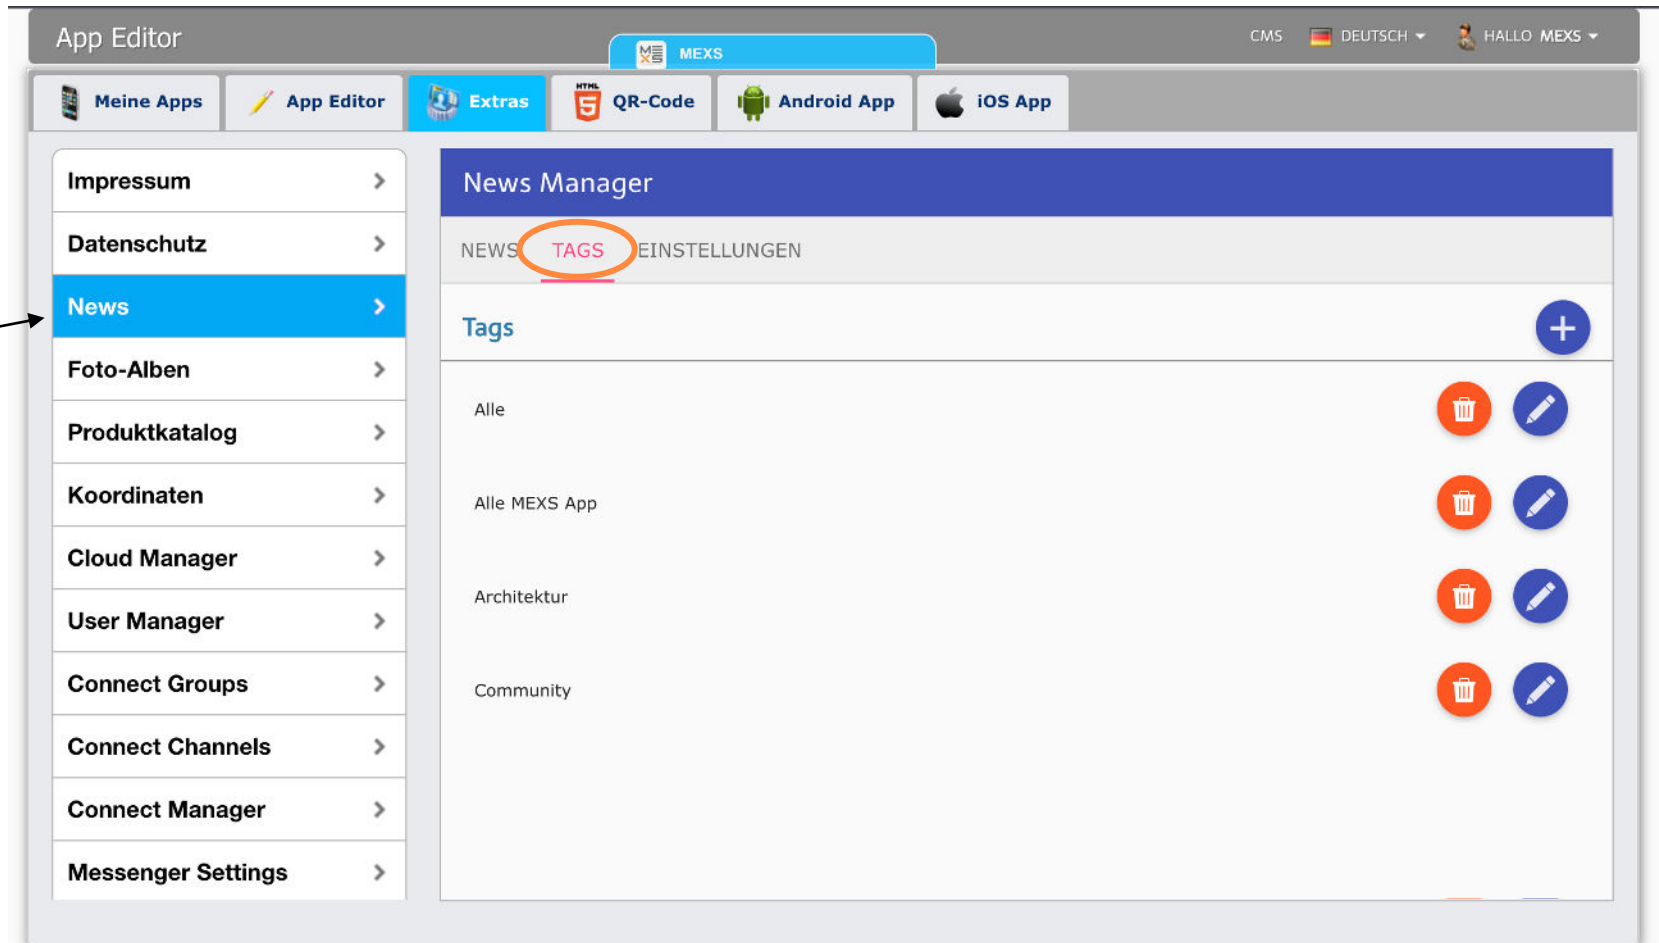 App Editor
MEXS
CMS DEUTSCH HALLO MEXS
Meine Apps App Editor Extras HTML 5 QR-Code Android App iOS App
Impressum
Datenschutz
News
Foto-Alben
Produktkatalog
Koordinaten
Cloud Manager
User Manager
Connect Groups
Connect Channels
Connect Manager
Messenger Settings
News Manager
NEWS TAGS EINSTELLUNGEN
Tags
Alle
Alle MEXS App
Architektur
Community